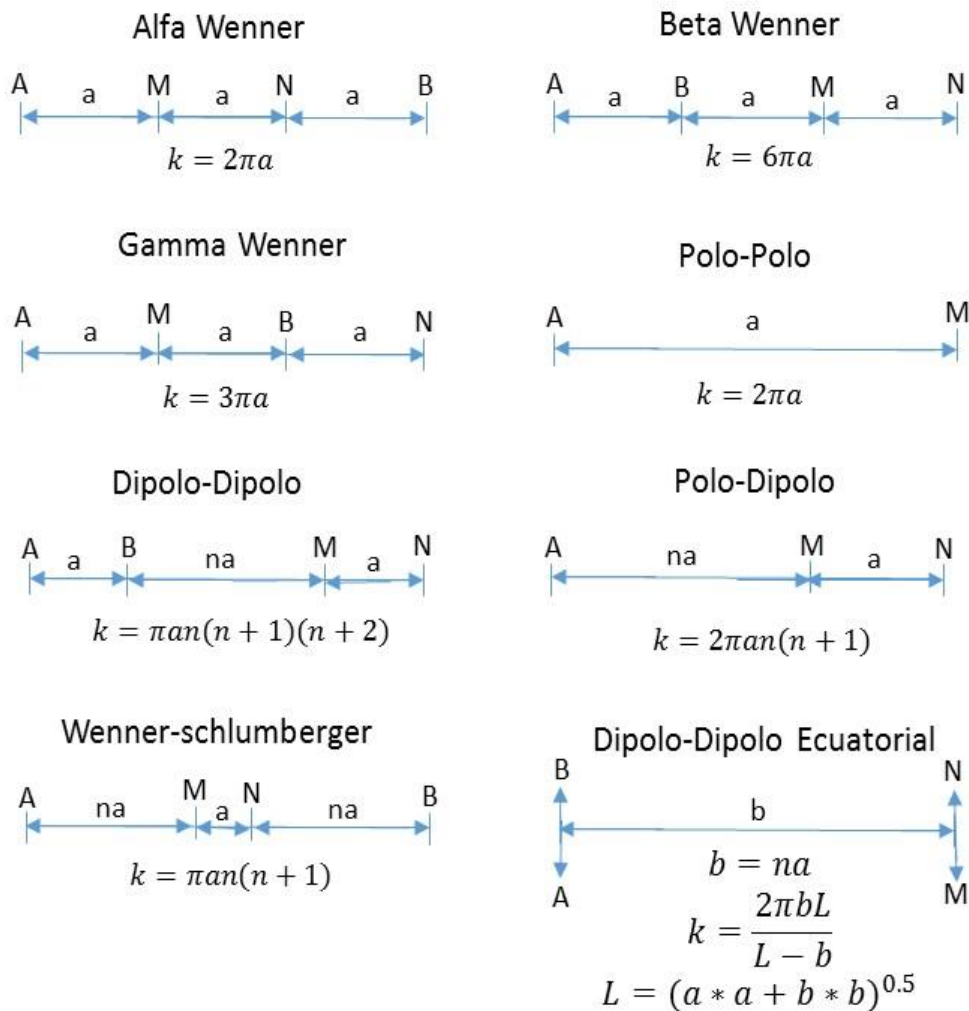 Alfa Wenner
A a M a N a B
k = 2πa
Beta Wenner
A a B a M a N
k = 6πa
Gamma Wenner
A a M a B a N
k = 3πa
Polo-Polo
A a M
k = 2πa
Dipolo-Dipolo
A a B na M a N
k = πan(n + 1)(n + 2)
Polo-Dipolo
A na M a N
k = 2πan(n + 1)
Wenner-schlumberger
A na M a N na B
k = πan(n + 1)
Dipolo-Dipolo Ecuatorial
B N
b
A M
b = na
k = 2πbL / L − b
L = (a * a + b * b)^0.5